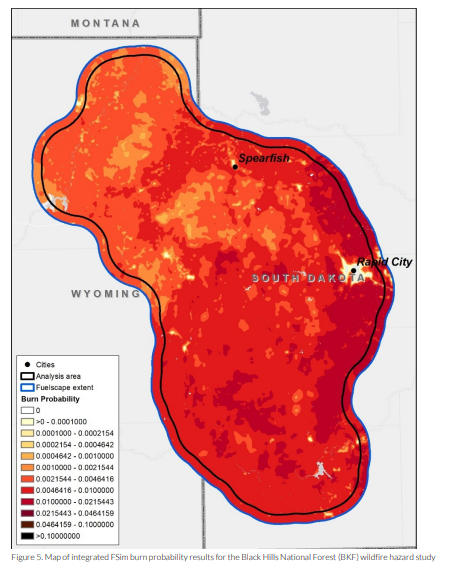 MONTANA
Spearfish
Rapid City
SOUTH DAKOTA
WYOMING
Cities
Analysis area
Fuelscape extent
Burn Probability
0
>0 - 0.0001000
0.0001000 - 0.0002154
0.0002154 - 0.0004642
0.0004642 - 0.0010000
0.0010000 - 0.0021544
0.0021544 - 0.0046416
0.0046416 - 0.0100000
0.0100000 - 0.0215443
0.0215443 - 0.0464159
0.0464159 - 0.1000000
>0.10000000
Figure 5. Map of integrated FSim burn probability results for the Black Hills National Forest (BKF) wildfire hazard study